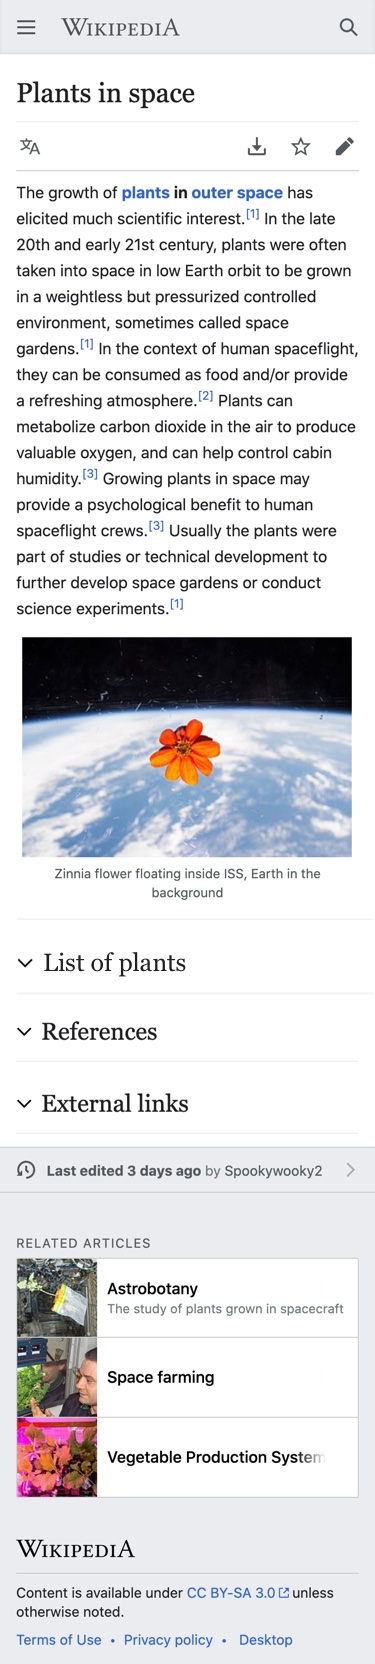 WIKIPEDIA
Plants in space
The growth of plants in outer space has
elicited much scientific interest.[1] In the late
20th and early 21st century, plants were often
taken into space in low Earth orbit to be grown
in a weightless but pressurized controlled
environment, sometimes called space
gardens.[1] In the context of human spaceflight,
they can be consumed as food and/or provide
a refreshing atmosphere.[2] Plants can
metabolize carbon dioxide in the air to produce
valuable oxygen, and can help control cabin
humidity.[3] Growing plants in space may
provide a psychological benefit to human
spaceflight crews.[3] Usually the plants were
part of studies or technical development to
further develop space gardens or conduct
science experiments.[1]
Zinnia flower floating inside ISS, Earth in the
background
List of plants
References
External links
Last edited 3 days ago by Spookywooky2
RELATED ARTICLES
Astrobotany
The study of plants grown in spacecraft
Space farming
Vegetable Production System
WIKIPEDIA
Content is available under CC BY-SA 3.0 unless
otherwise noted.
Terms of Use • Privacy policy • Desktop